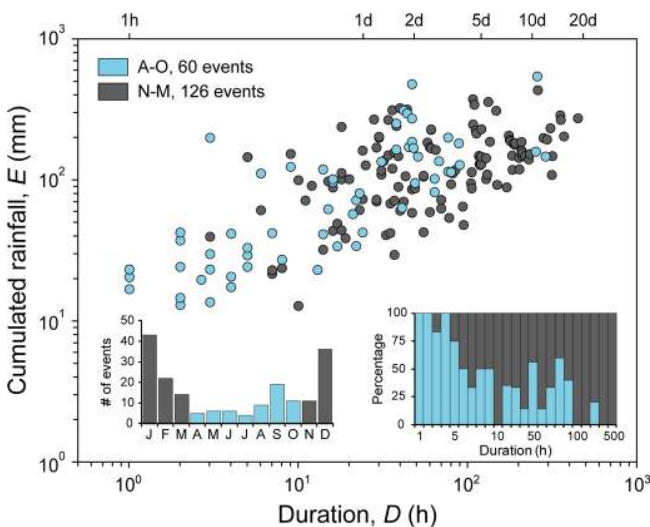 1h 1d 2d 5d 10d 20d
10³
A-O, 60 events
N-M, 126 events
10²
10¹
10⁰
Cumulated rainfall, E (mm)
50
40
30
20
10
0
# of events
J F M A M J J A S O N D
100
75
50
25
0
Percentage
1 5 10 50 100 500
Duration (h)
10⁰ 10¹ 10² 10³
Duration, D (h)